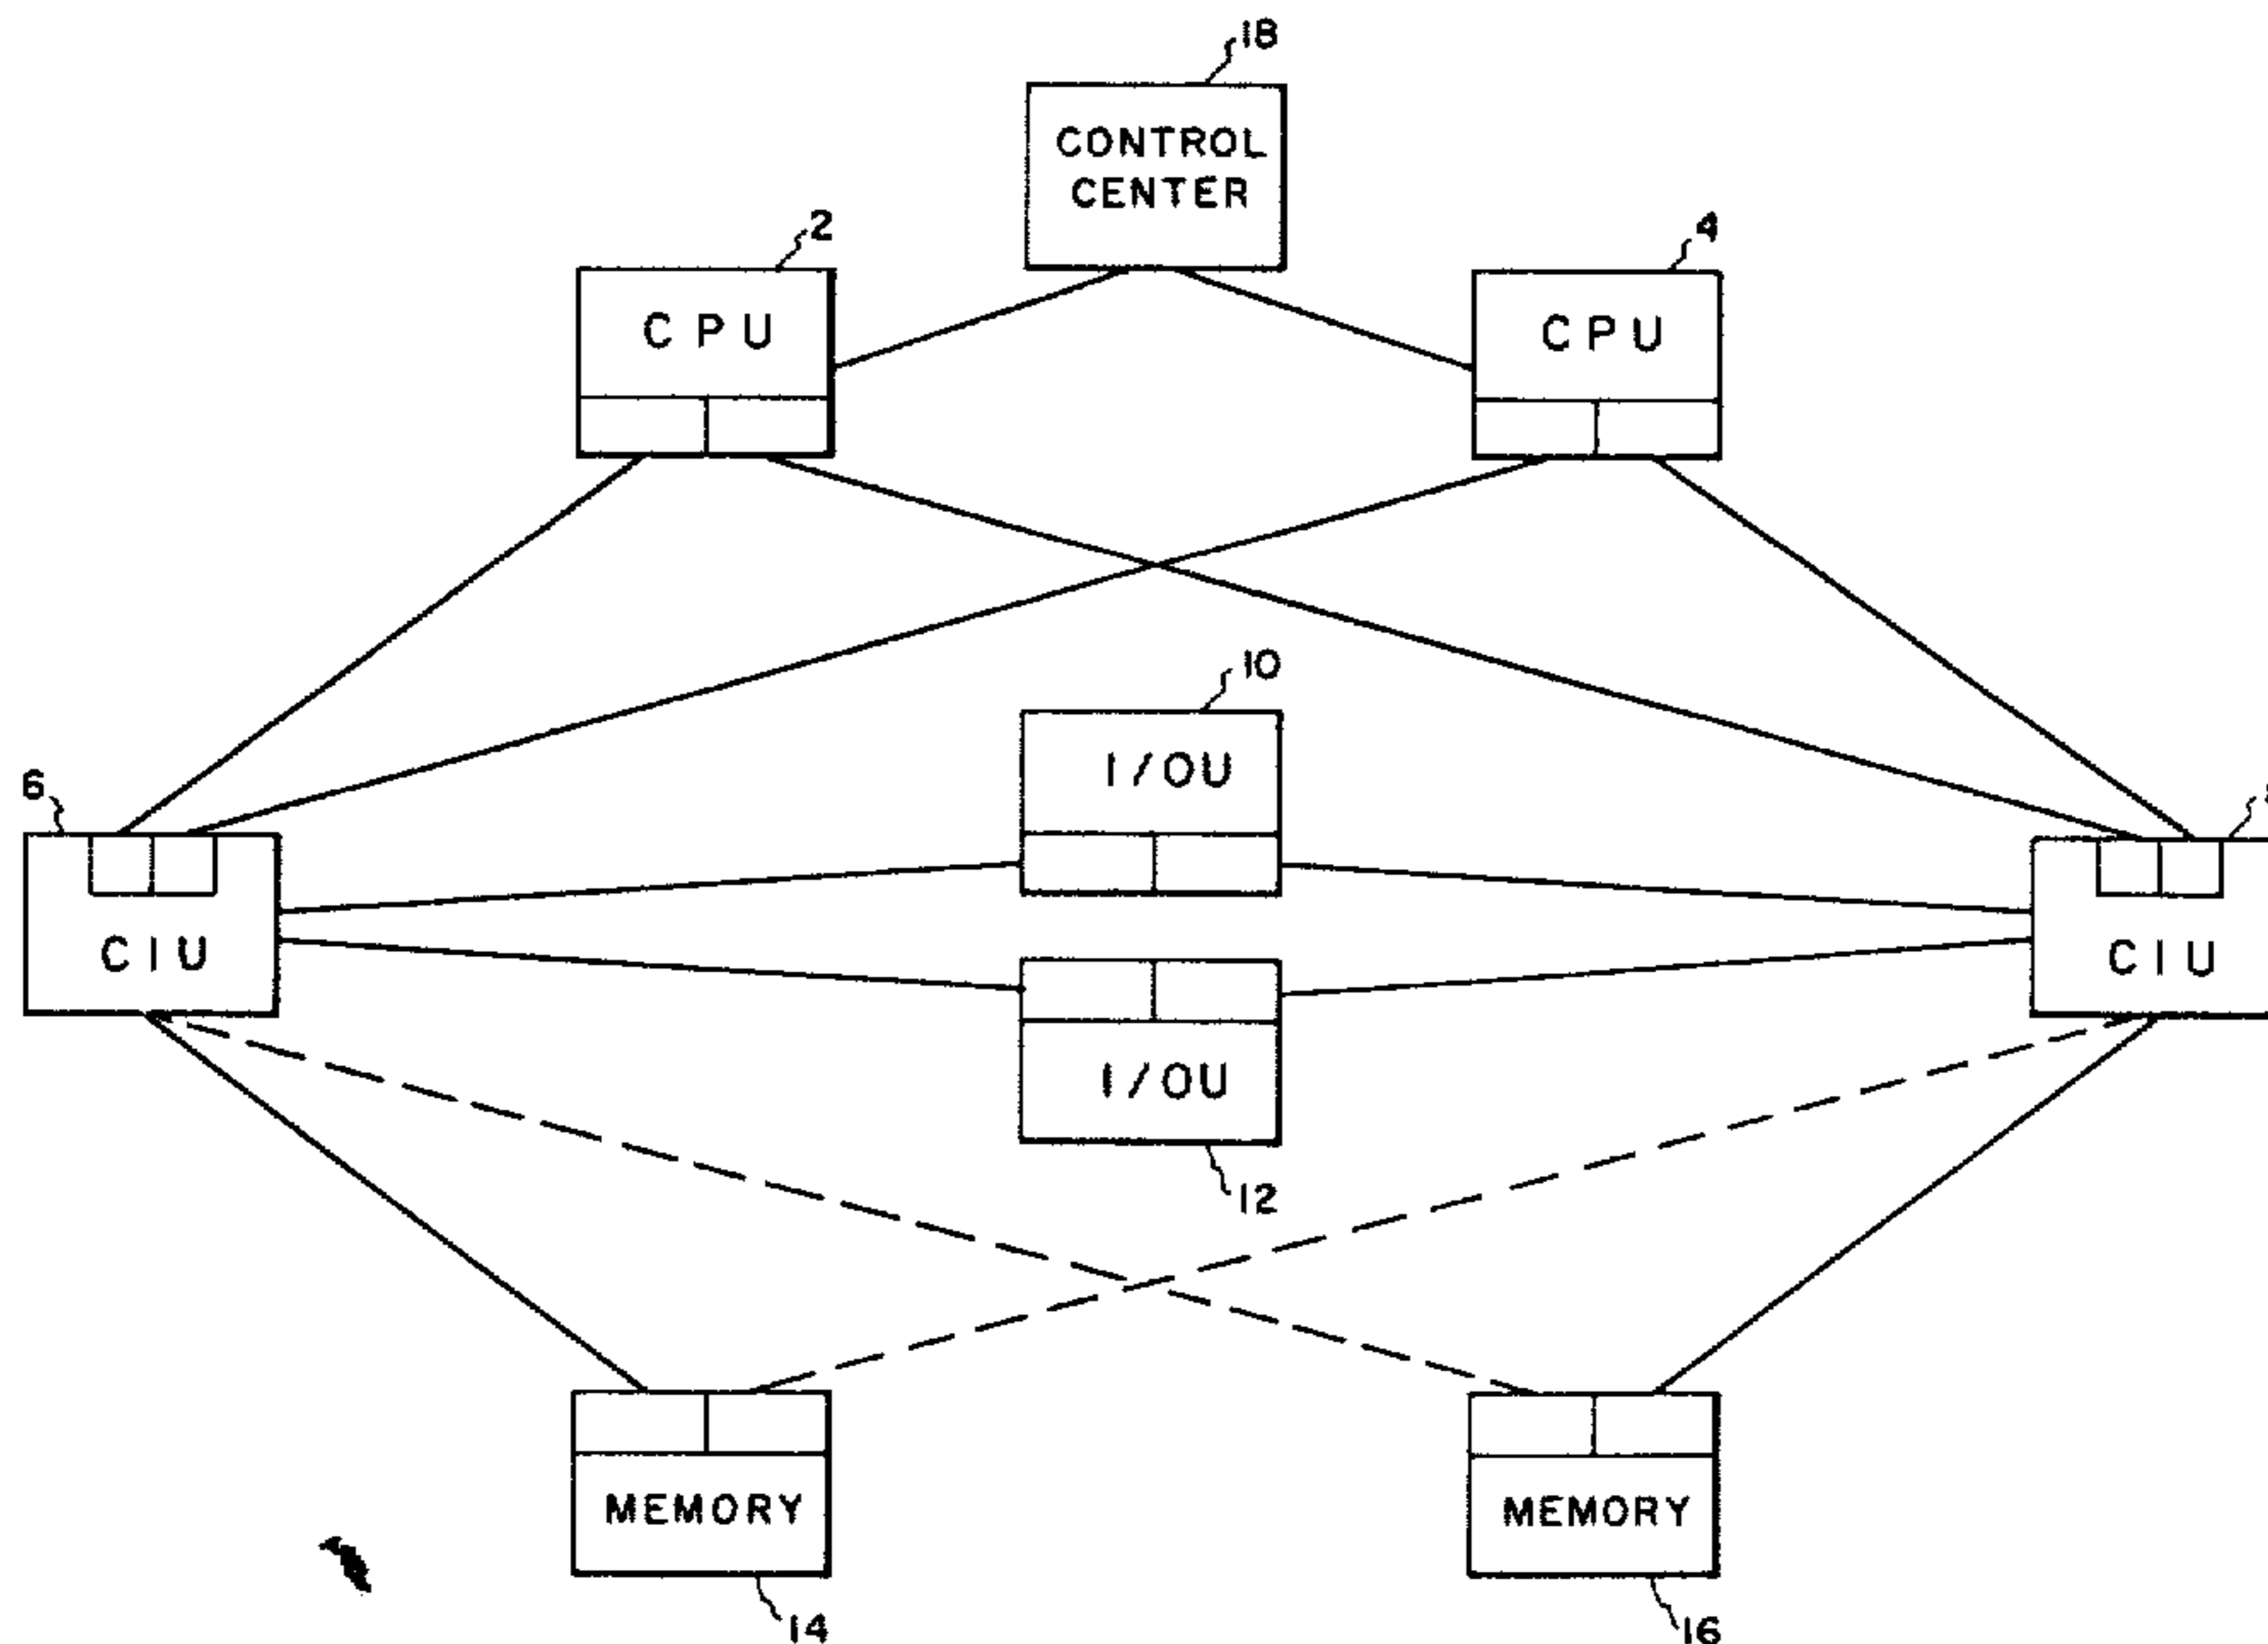 18
CONTROL
CENTER
2
4
CPU
CPU
10
I/OU
6
CIU
CIU
I/OU
12
MEMORY
MEMORY
14
16